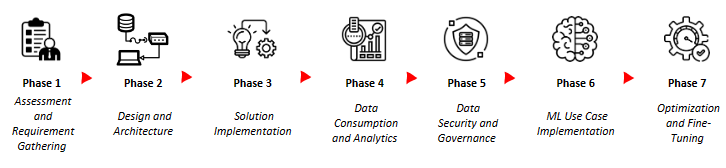 Phase 1
Assessment
and
Requirement
Gathering
Phase 2
Design and
Architecture
Phase 3
Solution
Implementation
Phase 4
Data
Consumption
and Analytics
Phase 5
Data
Security and
Governance
Phase 6
ML Use Case
Implementation
Phase 7
Optimization
and Fine-
Tuning